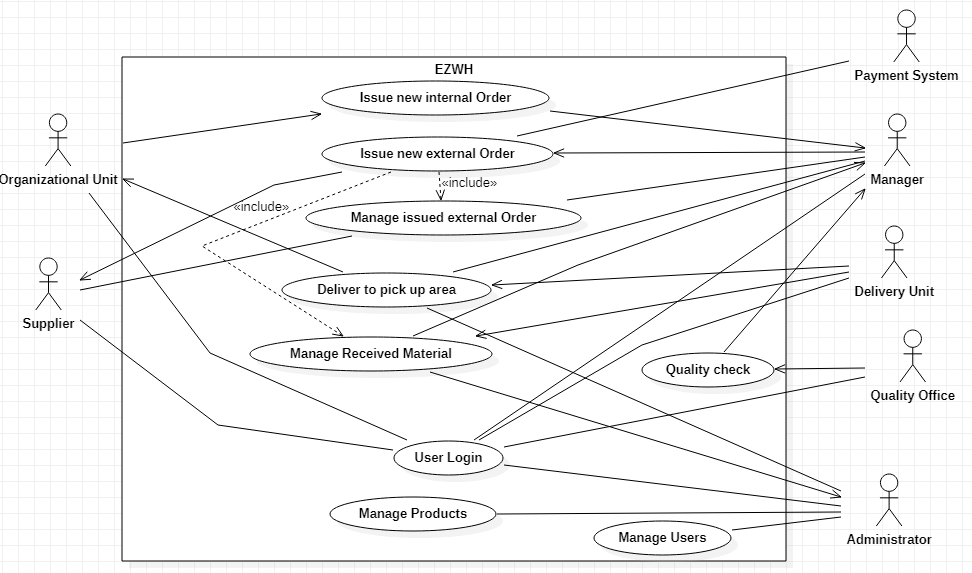 Payment System
EZWH
Issue new internal Order
Issue new external Order
Manager
Organizational Unit
«include»
«include»
Manage issued external Order
Deliver to pick up area
Delivery Unit
Supplier
Manage Received Material
Quality check
Quality Office
User Login
Manage Products
Manage Users
Administrator